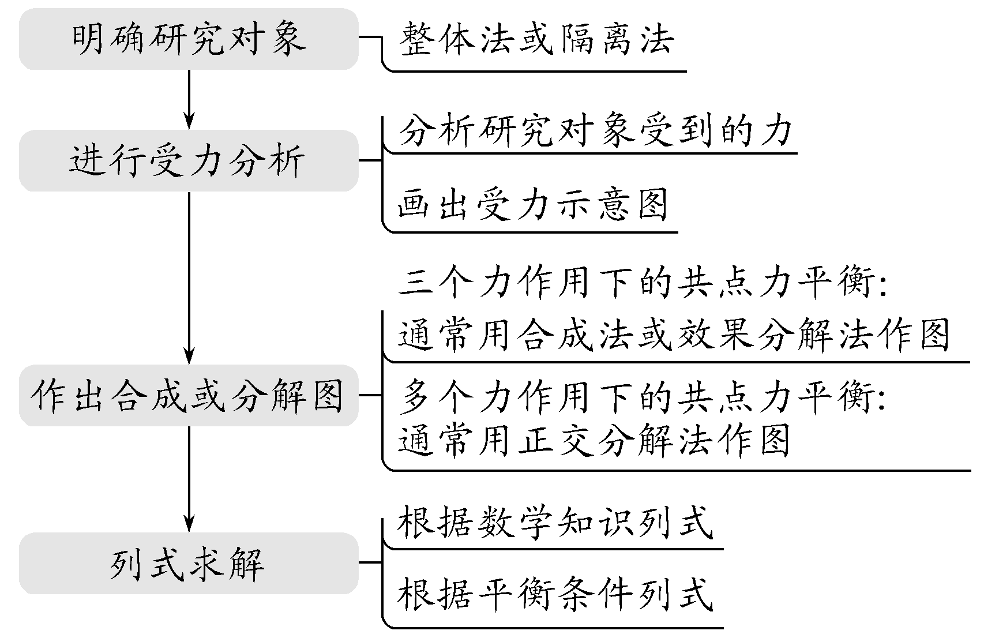 明确研究对象
整体法或隔离法
进行受力分析
分析研究对象受到的力
画出受力示意图
作出合成或分解图
三个力作用下的共点力平衡:
通常用合成法或效果分解法作图
多个力作用下的共点力平衡:
通常用正交分解法作图
列式求解
根据数学知识列式
根据平衡条件列式